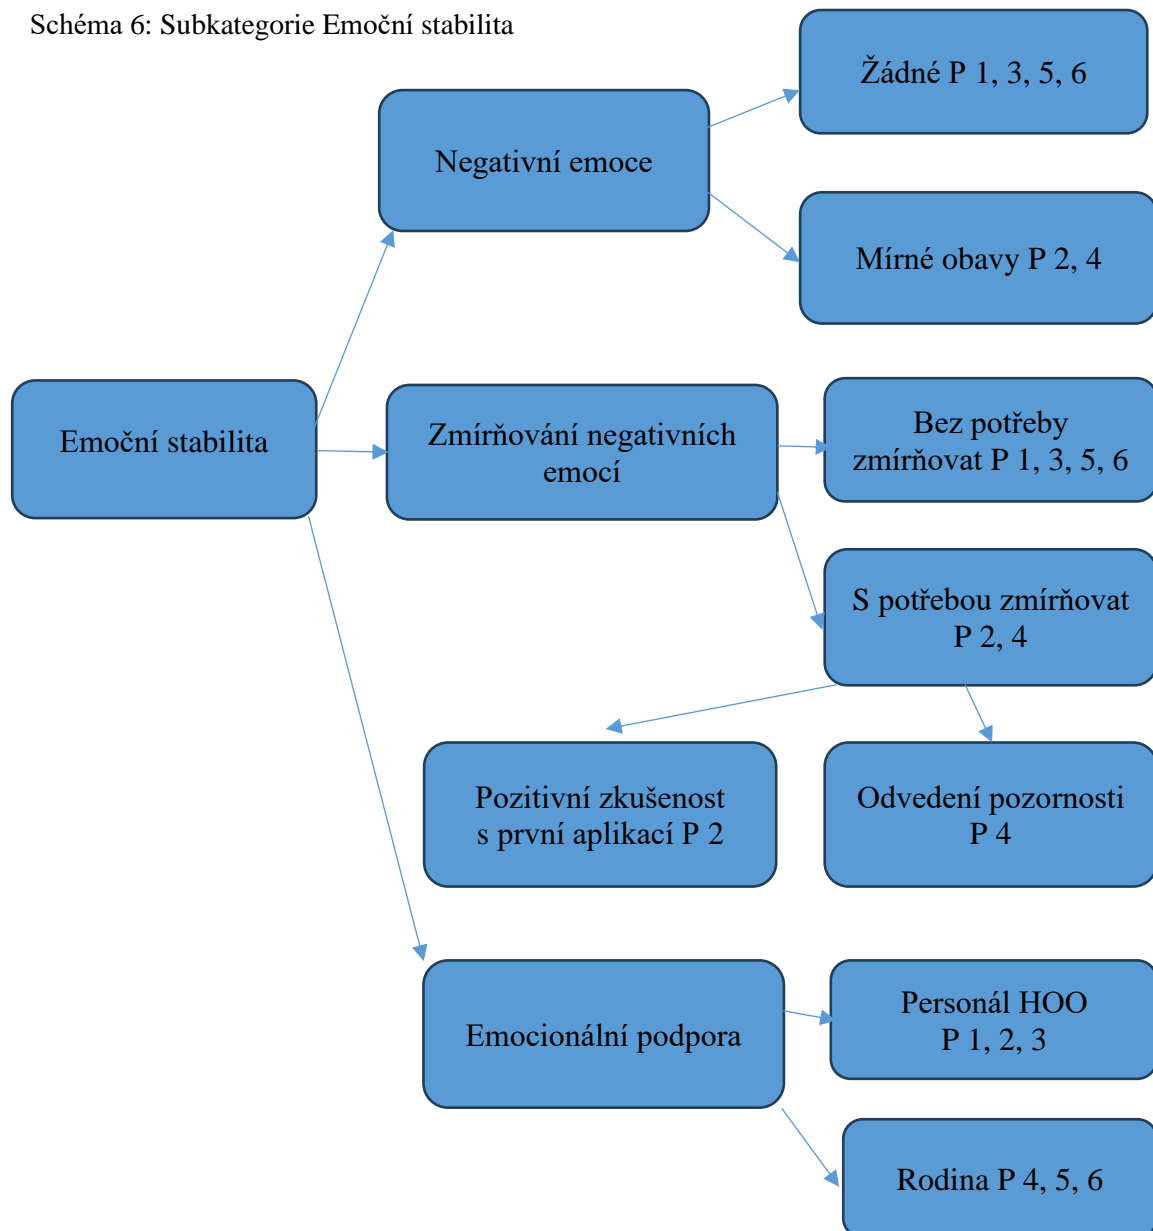 Schéma 6: Subkategorie Emoční stabilita
Žádné P 1, 3, 5, 6
Negativní emoce
Mírné obavy P 2, 4
Emoční stabilita
Zmírňování negativních
emocí
Bez potřeby
zmírňovat P 1, 3, 5, 6
S potřebou zmírňovat
P 2, 4
Pozitivní zkušenost
s první aplikací P 2
Odvedení pozornosti
P 4
Emocionální podpora
Personál HOO
P 1, 2, 3
Rodina P 4, 5, 6